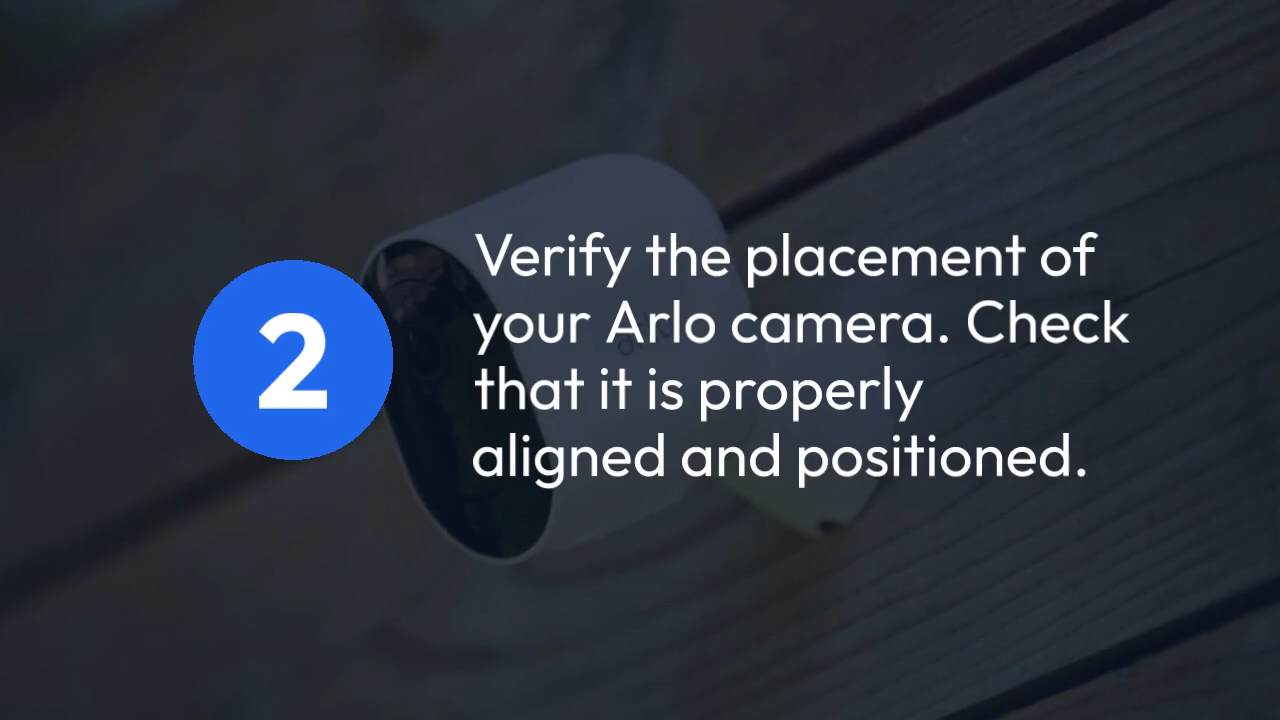 2
Verify the placement of
your Arlo camera. Check
that it is properly
aligned and positioned.